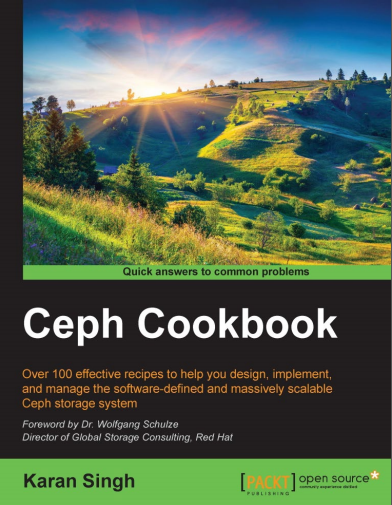 Quick answers to common problems
Ceph Cookbook
Over 100 effective recipes to help you design, implement,
and manage the software-defined and massively scalable
Ceph storage system
Foreword by Dr. Wolfgang Schulze
Director of Global Storage Consulting, Red Hat
Karan Singh
[PACKT] open source*
PUBLISHING community experience distilled